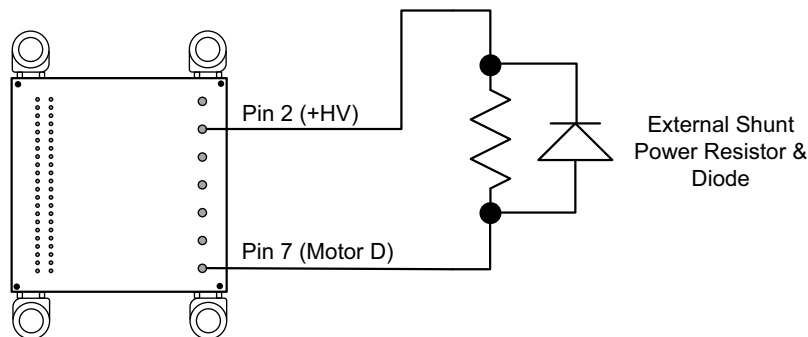 Pin 2 (+HV)
External Shunt
Power Resistor &
Diode
Pin 7 (Motor D)